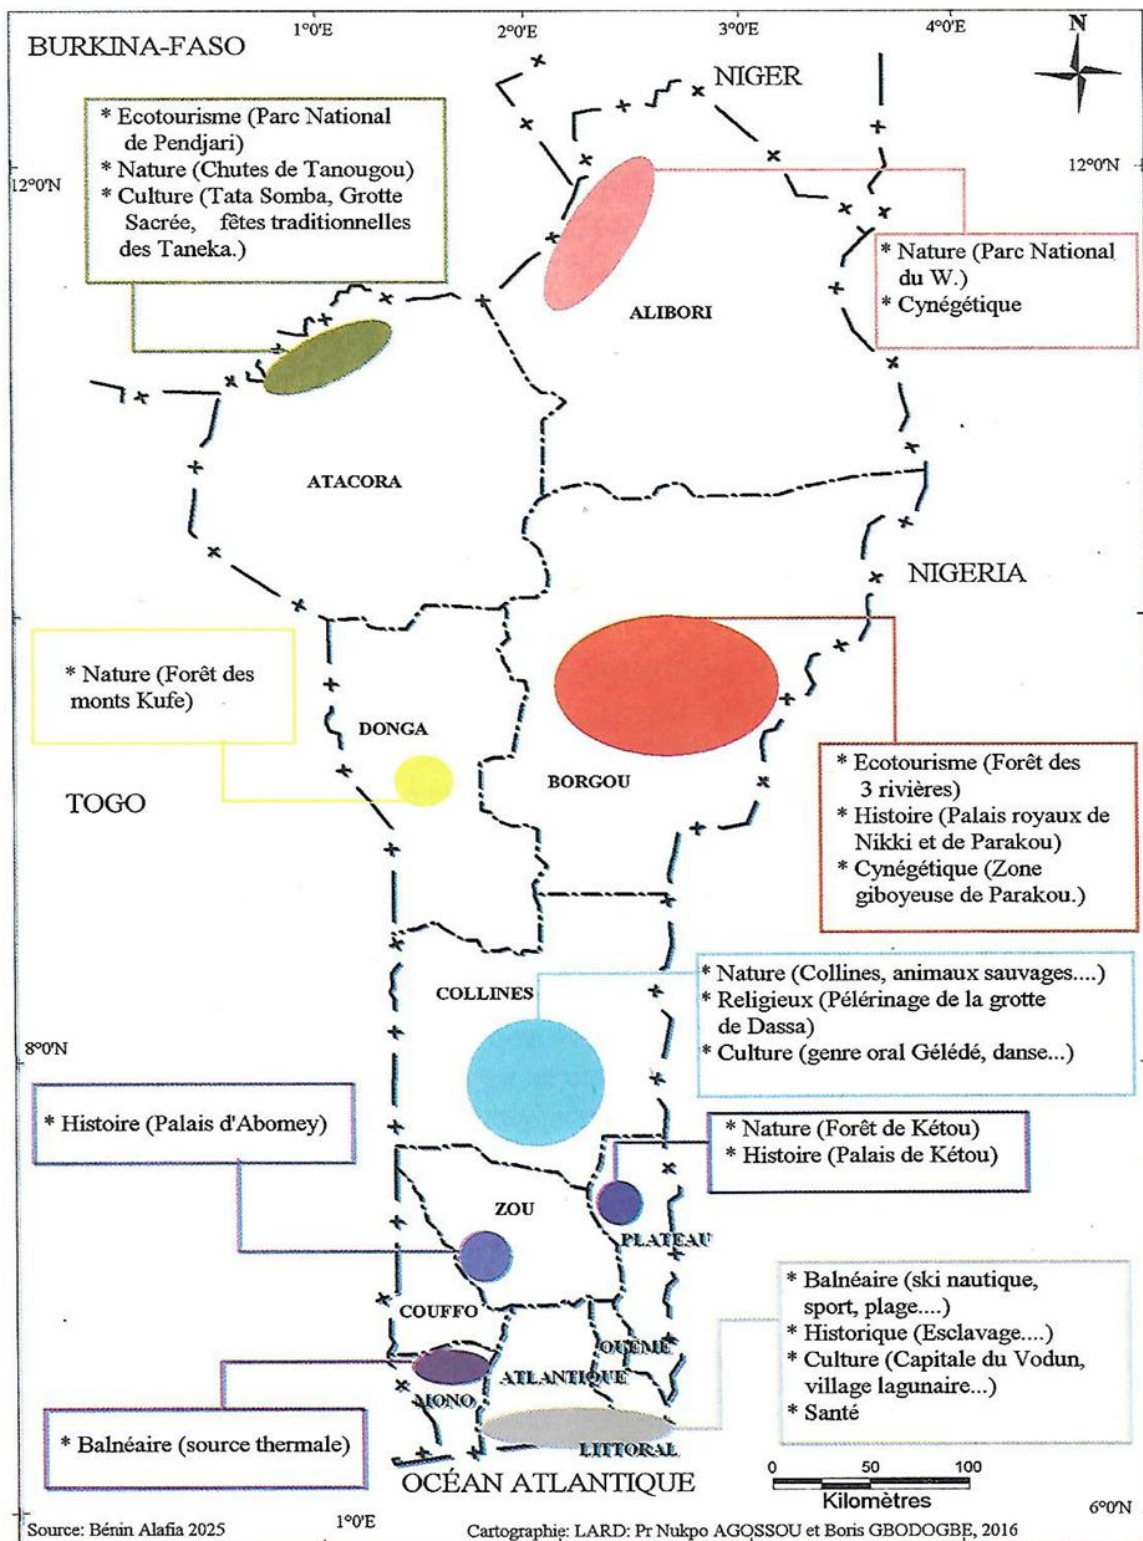 1°0'E 2°0'E 3°0'E 4°0'E
BURKINA-FASO
NIGER
N
* Ecotourisme (Parc National
de Pendjari)
* Nature (Chutes de Tanougou)
* Culture (Tata Somba, Grotte
Sacrée, fêtes traditionnelles
des Taneka.)
12°0'N
12°0'N
* Nature (Parc National
du W.)
* Cynégétique
ALIBORI
ATACORA
NIGERIA
* Nature (Forêt des
monts Kufe)
DONGA
BORGOU
TOGO
* Ecotourisme (Forêt des
3 rivières)
* Histoire (Palais royaux de
Nikki et de Parakou)
* Cynégétique (Zone
giboyeuse de Parakou.)
COLLINES
* Nature (Collines, animaux sauvages....)
* Religieux (Pélérinage de la grotte
de Dassa)
* Culture (genre oral Gélédé, danse...)
8°0'N
* Histoire (Palais d'Abomey)
* Nature (Forêt de Kétou)
* Histoire (Palais de Kétou)
ZOU
PLATEAU
COUFFO
* Balnéaire (ski nautique,
sport, plage....)
* Historique (Esclavage....)
* Culture (Capitale du Vodun,
village lagunaire...)
* Santé
OUEME
ATLANTIQUE
MONO
* Balnéaire (source thermale)
LITTORAL
OCÉAN ATLANTIQUE
0 50 100
Kilomètres
6°0'N
1°0'E
Source: Bénin Alafia 2025
Cartographie: LARD: Pr Nukpo AGOSSOU et Boris GBODOGBE, 2016